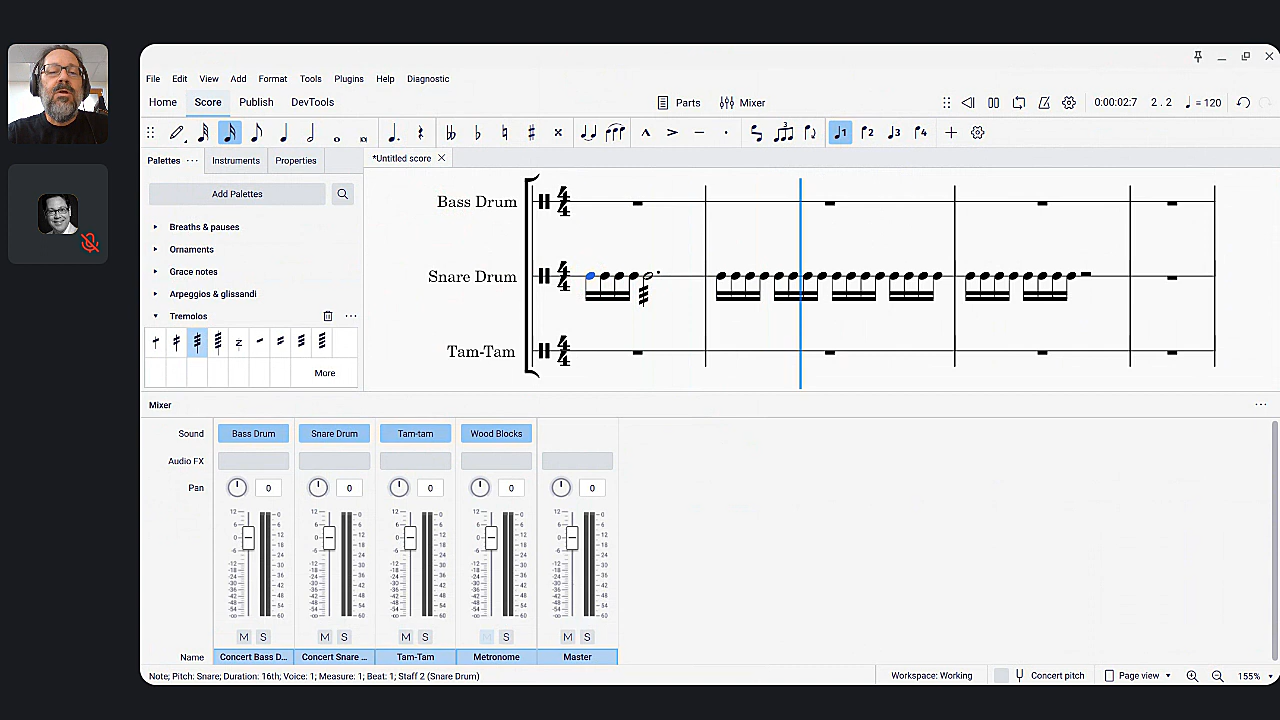 File Edit View Add Format Tools Plugins Help Diagnostic
Home Score Publish DevTools Parts Mixer 0:00:02:7 2. 2 = 120
1 2 3 4
Palettes Instruments Properties *Untitled score
Add Palettes
Breaths & pauses
Ornaments
Grace notes
Arpeggios & glissandi
Tremolos
More
Bass Drum
Snare Drum
Tam-Tam
Mixer
Sound Bass Drum Snare Drum Tam-tam Wood Blocks
Audio FX
Pan 0 0 0 0 0
M S M S M S M S M S
Name Concert Bass D... Concert Snare ... Tam-Tam Metronome Master
Note; Pitch: Snare; Duration: 16th; Voice: 1; Measure: 1; Beat: 1; Staff 2 (Snare Drum) Workspace: Working Concert pitch Page view 155%